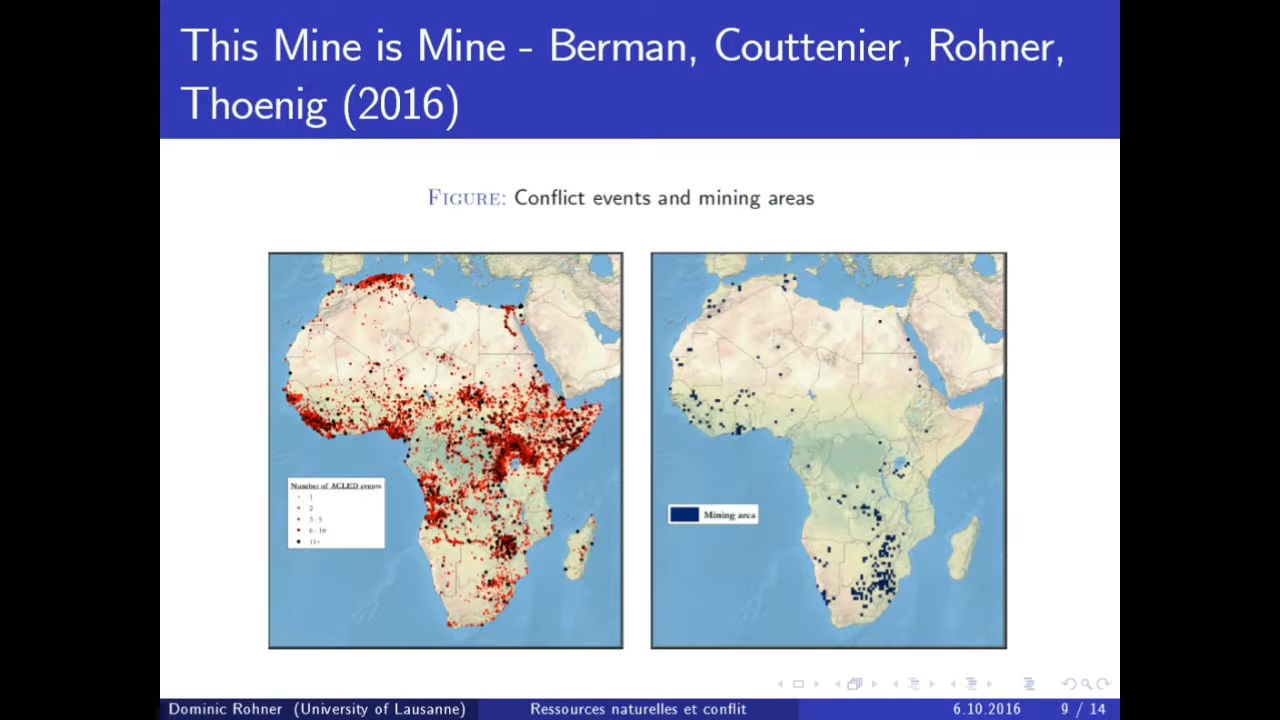 This Mine is Mine - Berman, Couttenier, Rohner,
Thoenig (2016)
FIGURE: Conflict events and mining areas
Number of ACLED events
1
2
3 - 5
6 - 10
11+
Mining area
Dominic Rohner (University of Lausanne)
Ressources naturelles et conflit
6.10.2016
9 / 14